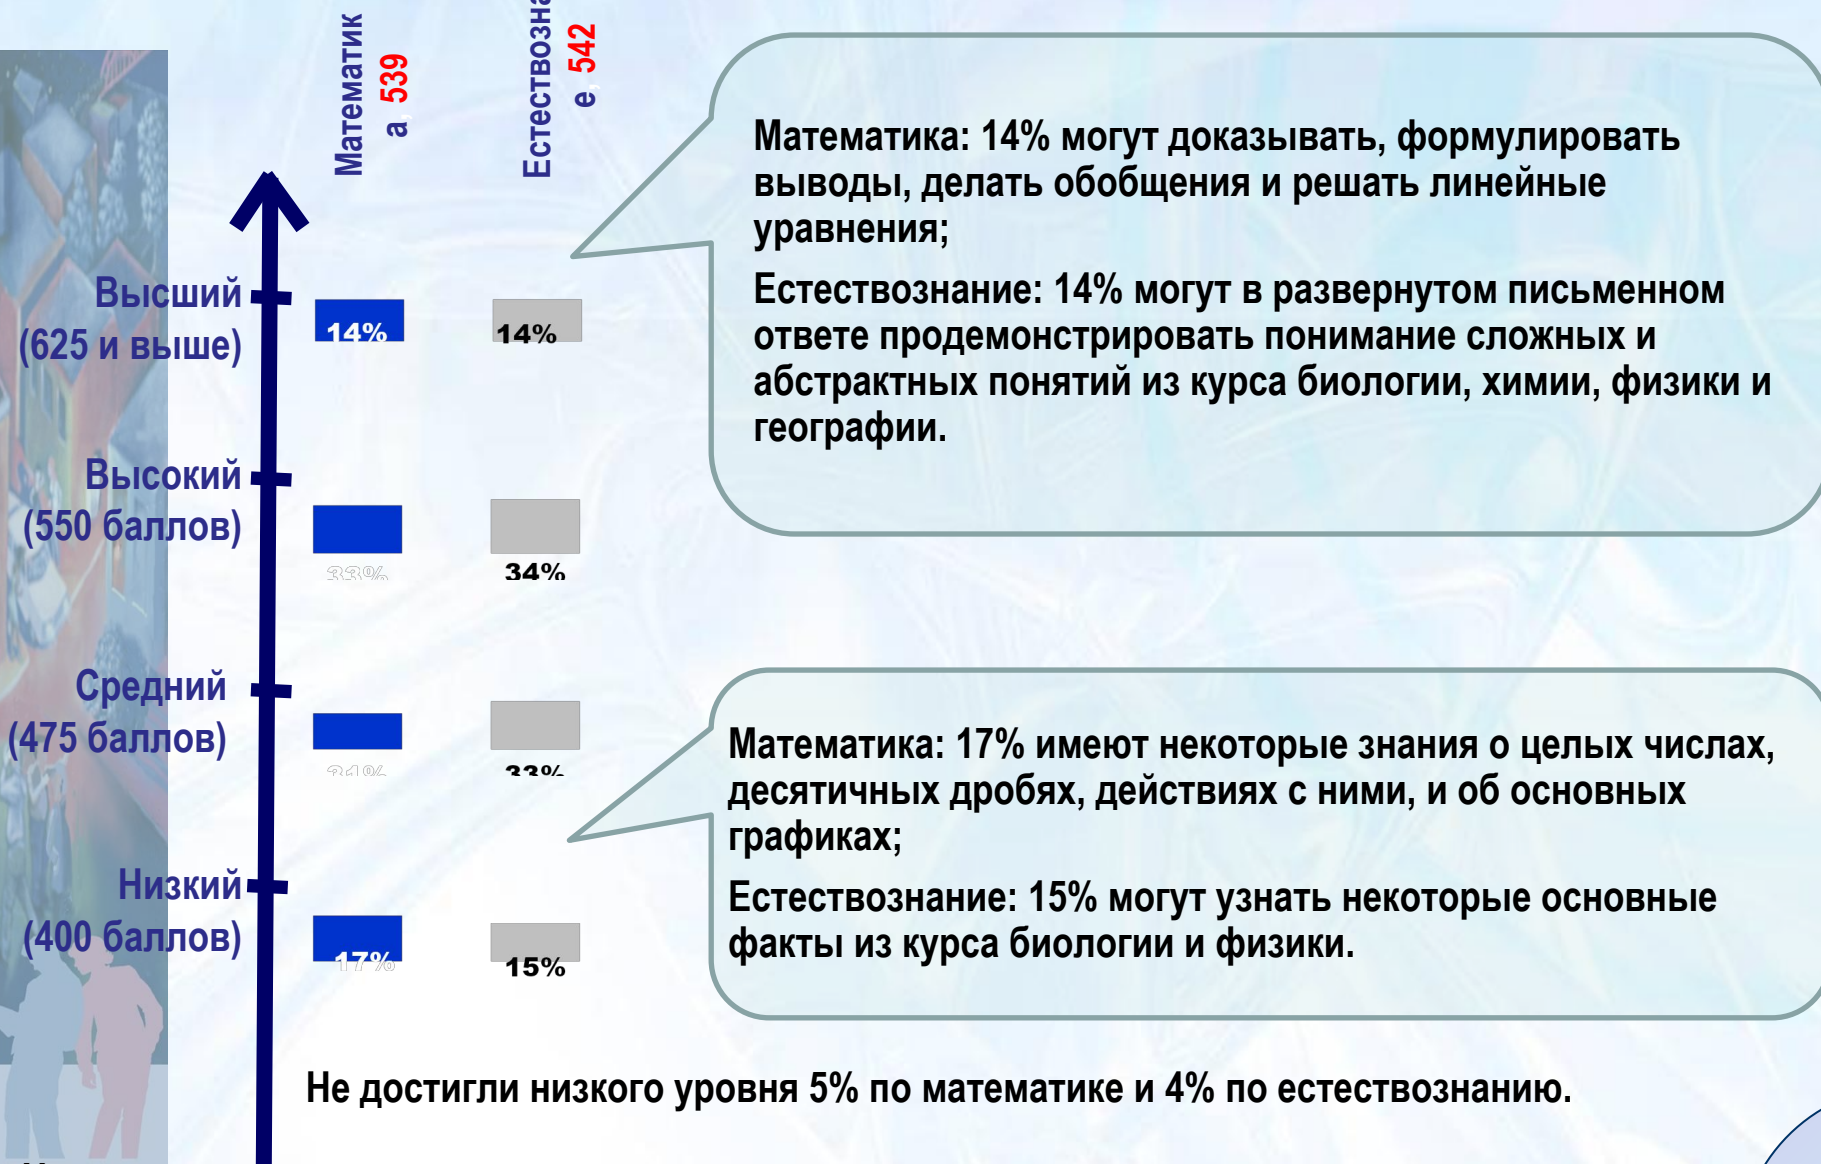 Математик
а, 539
Естествозна
е, 542
Математика: 14% могут доказывать, формулировать
выводы, делать обобщения и решать линейные
уравнения;
Естествознание: 14% могут в развернутом письменном
ответе продемонстрировать понимание сложных и
абстрактных понятий из курса биологии, химии, физики и
географии.
Высший
(625 и выше)
14%
14%
Высокий
(550 баллов)
33%
34%
Средний
(475 баллов)
31%
33%
Математика: 17% имеют некоторые знания о целых числах,
десятичных дробях, действиях с ними, и об основных
графиках;
Естествознание: 15% могут узнать некоторые основные
факты из курса биологии и физики.
Низкий
(400 баллов)
17%
15%
Не достигли низкого уровня 5% по математике и 4% по естествознанию.